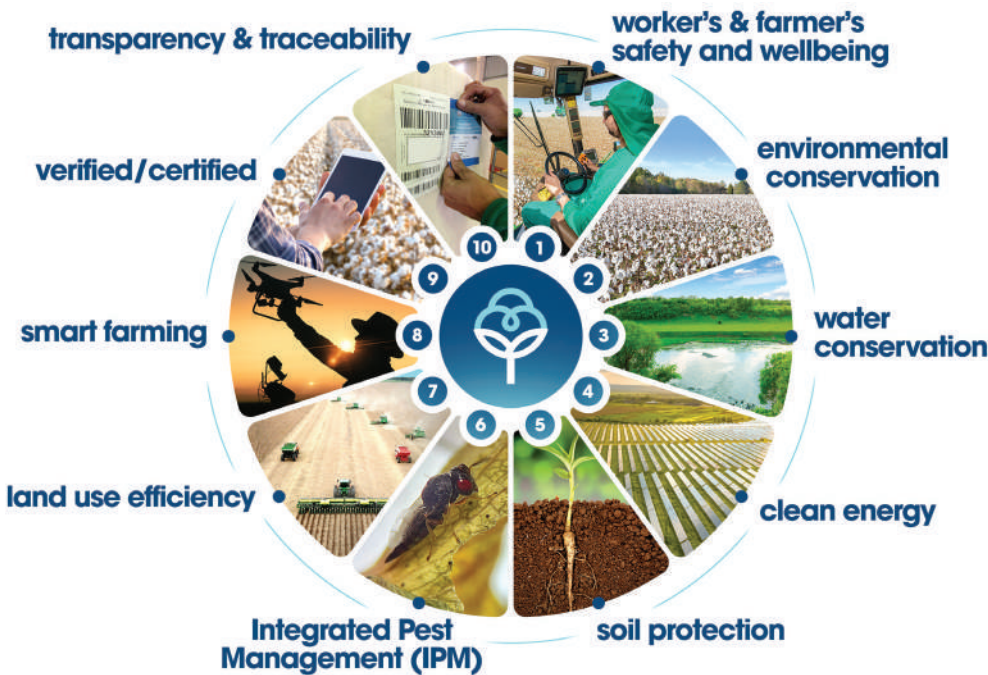 transparency & traceability
worker's & farmer's
safety and wellbeing
verified/certified
environmental
conservation
10
1
9
2
smart farming
8
3
water
conservation
7
4
6
5
land use efficiency
clean energy
Integrated Pest
Management (IPM)
soil protection